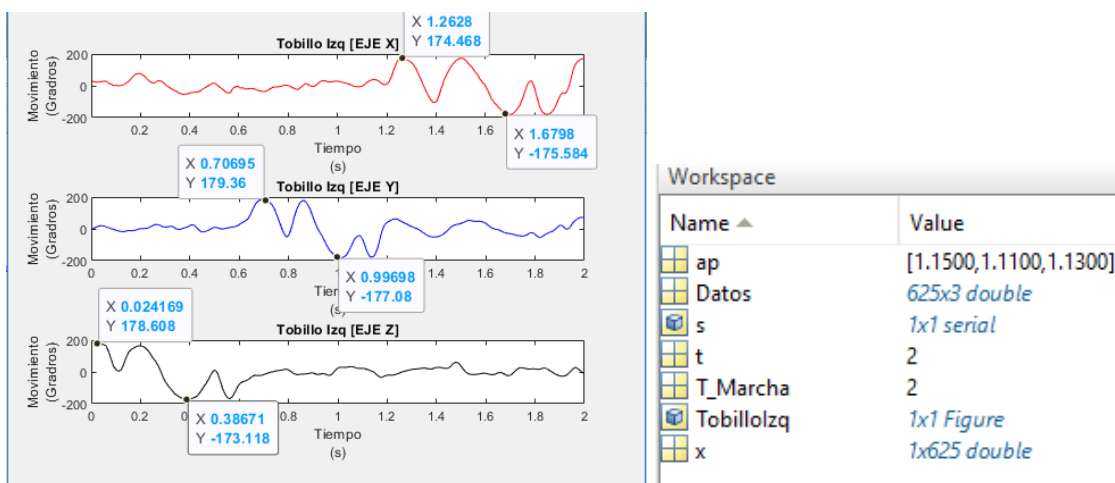 X 1.2628
Y 174.468
Tobillo Izq [EJE X]
Movimiento
(Gradros)
200
0
-200
0.2 0.4 0.6 0.8 1 1.2 1.4 1.6 2
Tiempo
(s)
X 1.6798
Y -175.584
X 0.70695
Y 179.36
Tobillo Izq [EJE Y]
Movimiento
(Gradros)
200
0
-200
0 0.2 0.4 0.6 0.8 1 1.2 1.4 1.6 1.8 2
(s)
X 0.99698
Y -177.08
X 0.024169
Y 178.608
Tobillo Izq [EJE Z]
Movimiento
(Gradros)
200
0
-200
0 0.2 0.6 0.8 1 1.2 1.4 1.6 1.8 2
Tiempo
(s)
X 0.38671
Y -173.118
Workspace
Name Value
ap [1.1500,1.1100,1.1300]
Datos 625x3 double
s 1x1 serial
t 2
T_Marcha 2
TobilloIzq 1x1 Figure
x 1x625 double